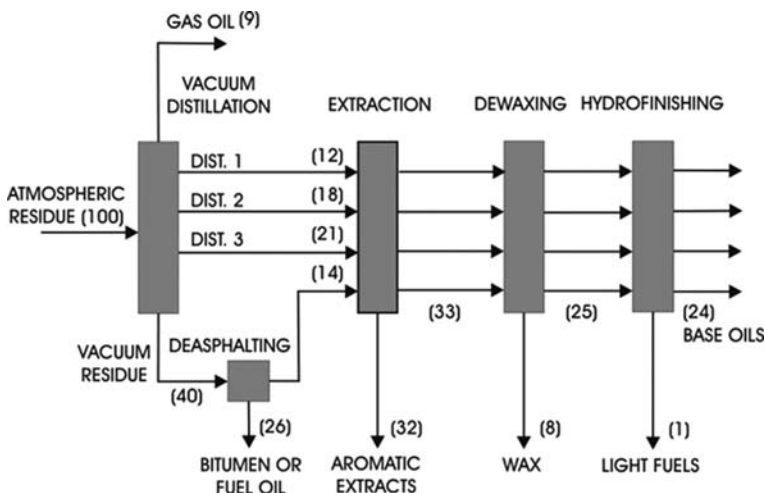 GAS OIL (9)
VACUUM
DISTILLATION
EXTRACTION
DEWAXING
HYDROFINISHING
DIST. 1
(12)
ATMOSPHERIC
RESIDUE (100)
DIST. 2
(18)
DIST. 3
(21)
(14)
(33)
(25)
(24)
BASE OILS
VACUUM
RESIDUE
DEASPHALTING
(40)
(26)
(32)
(8)
(1)
BITUMEN OR
FUEL OIL
AROMATIC
EXTRACTS
WAX
LIGHT FUELS